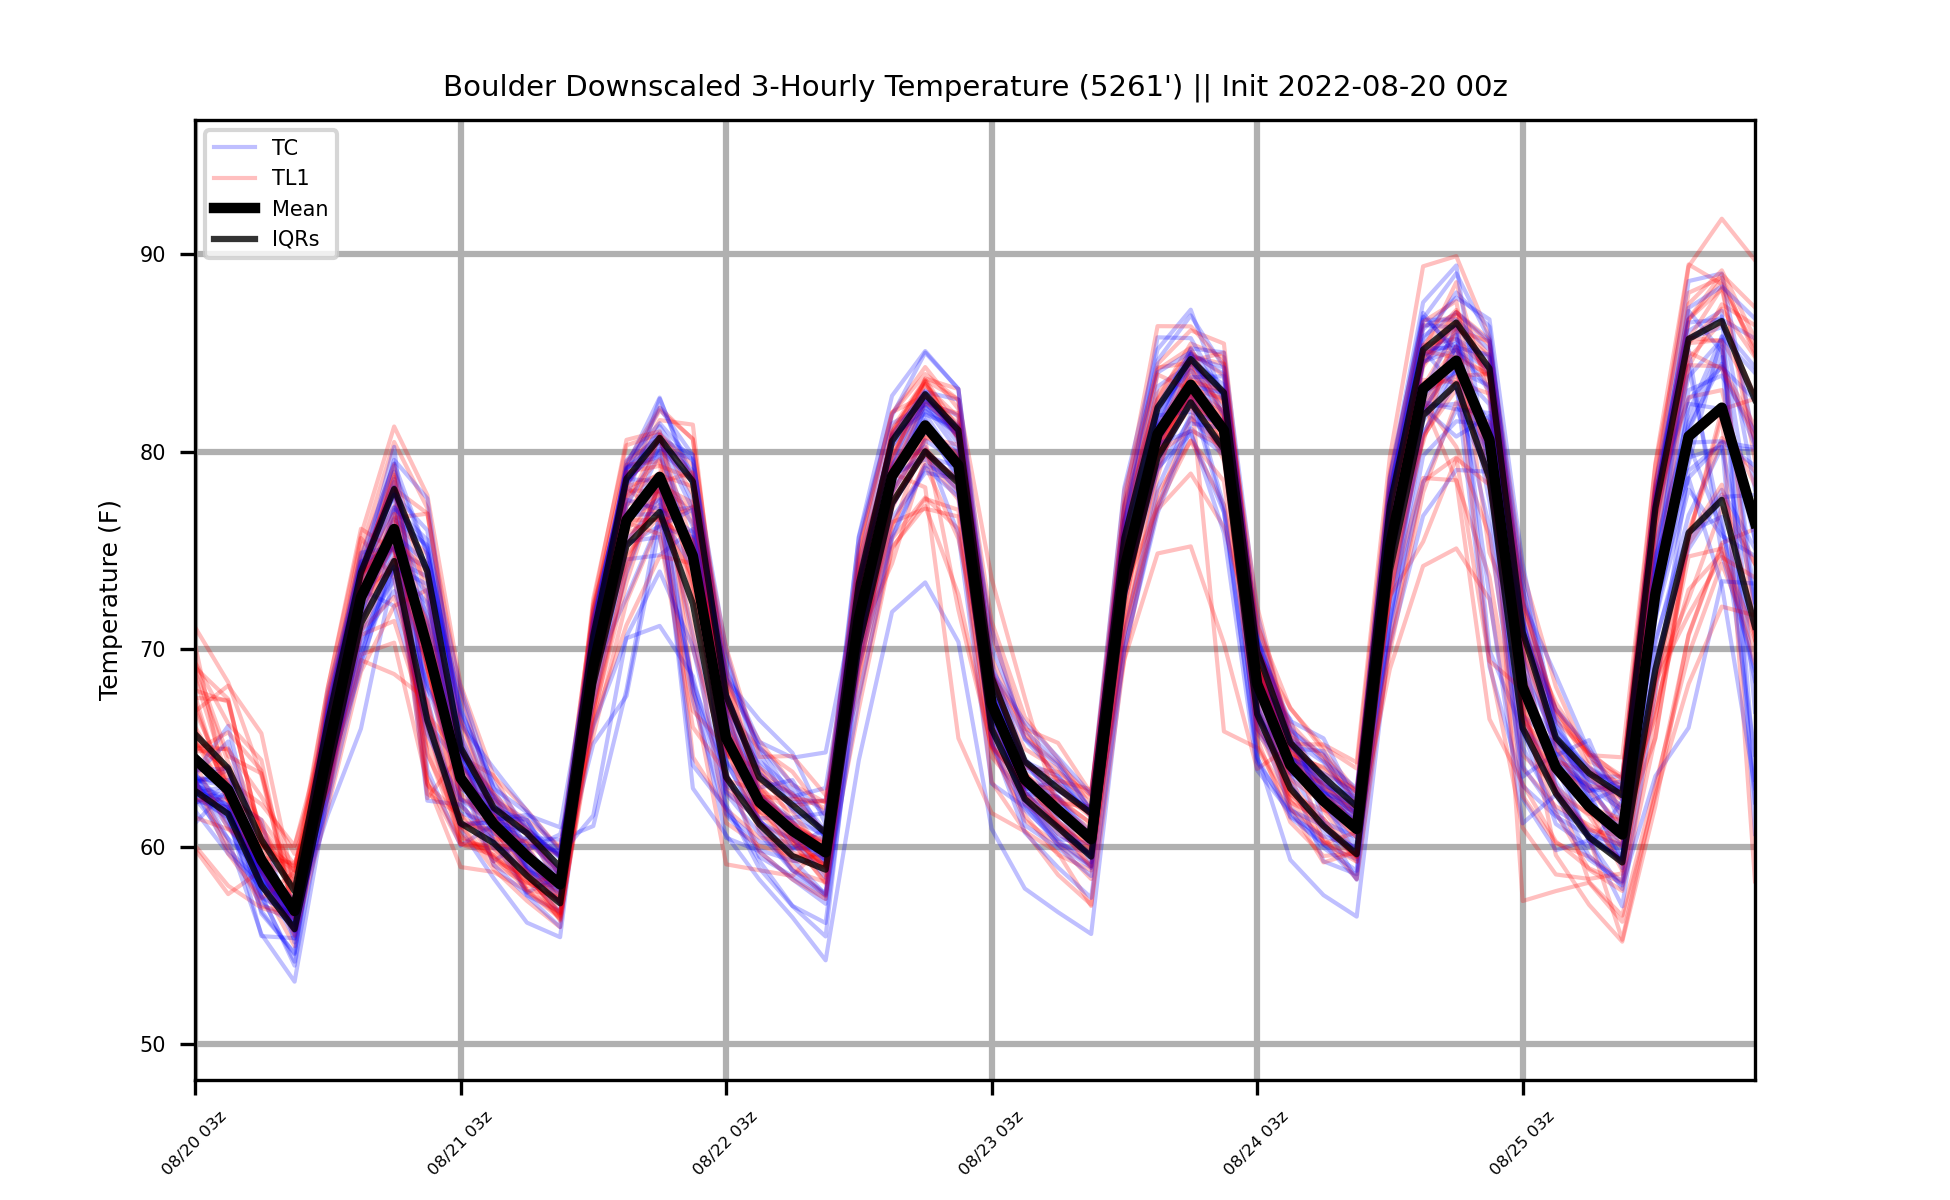 Boulder Downscaled 3-Hourly Temperature (5261') || Init 2022-08-20 00z
TC
TL1
Mean
IQRs
Temperature (F)
90
80
70
60
50
08/20 03z
08/21 03z
08/22 03z
08/23 03z
08/24 03z
08/25 03z